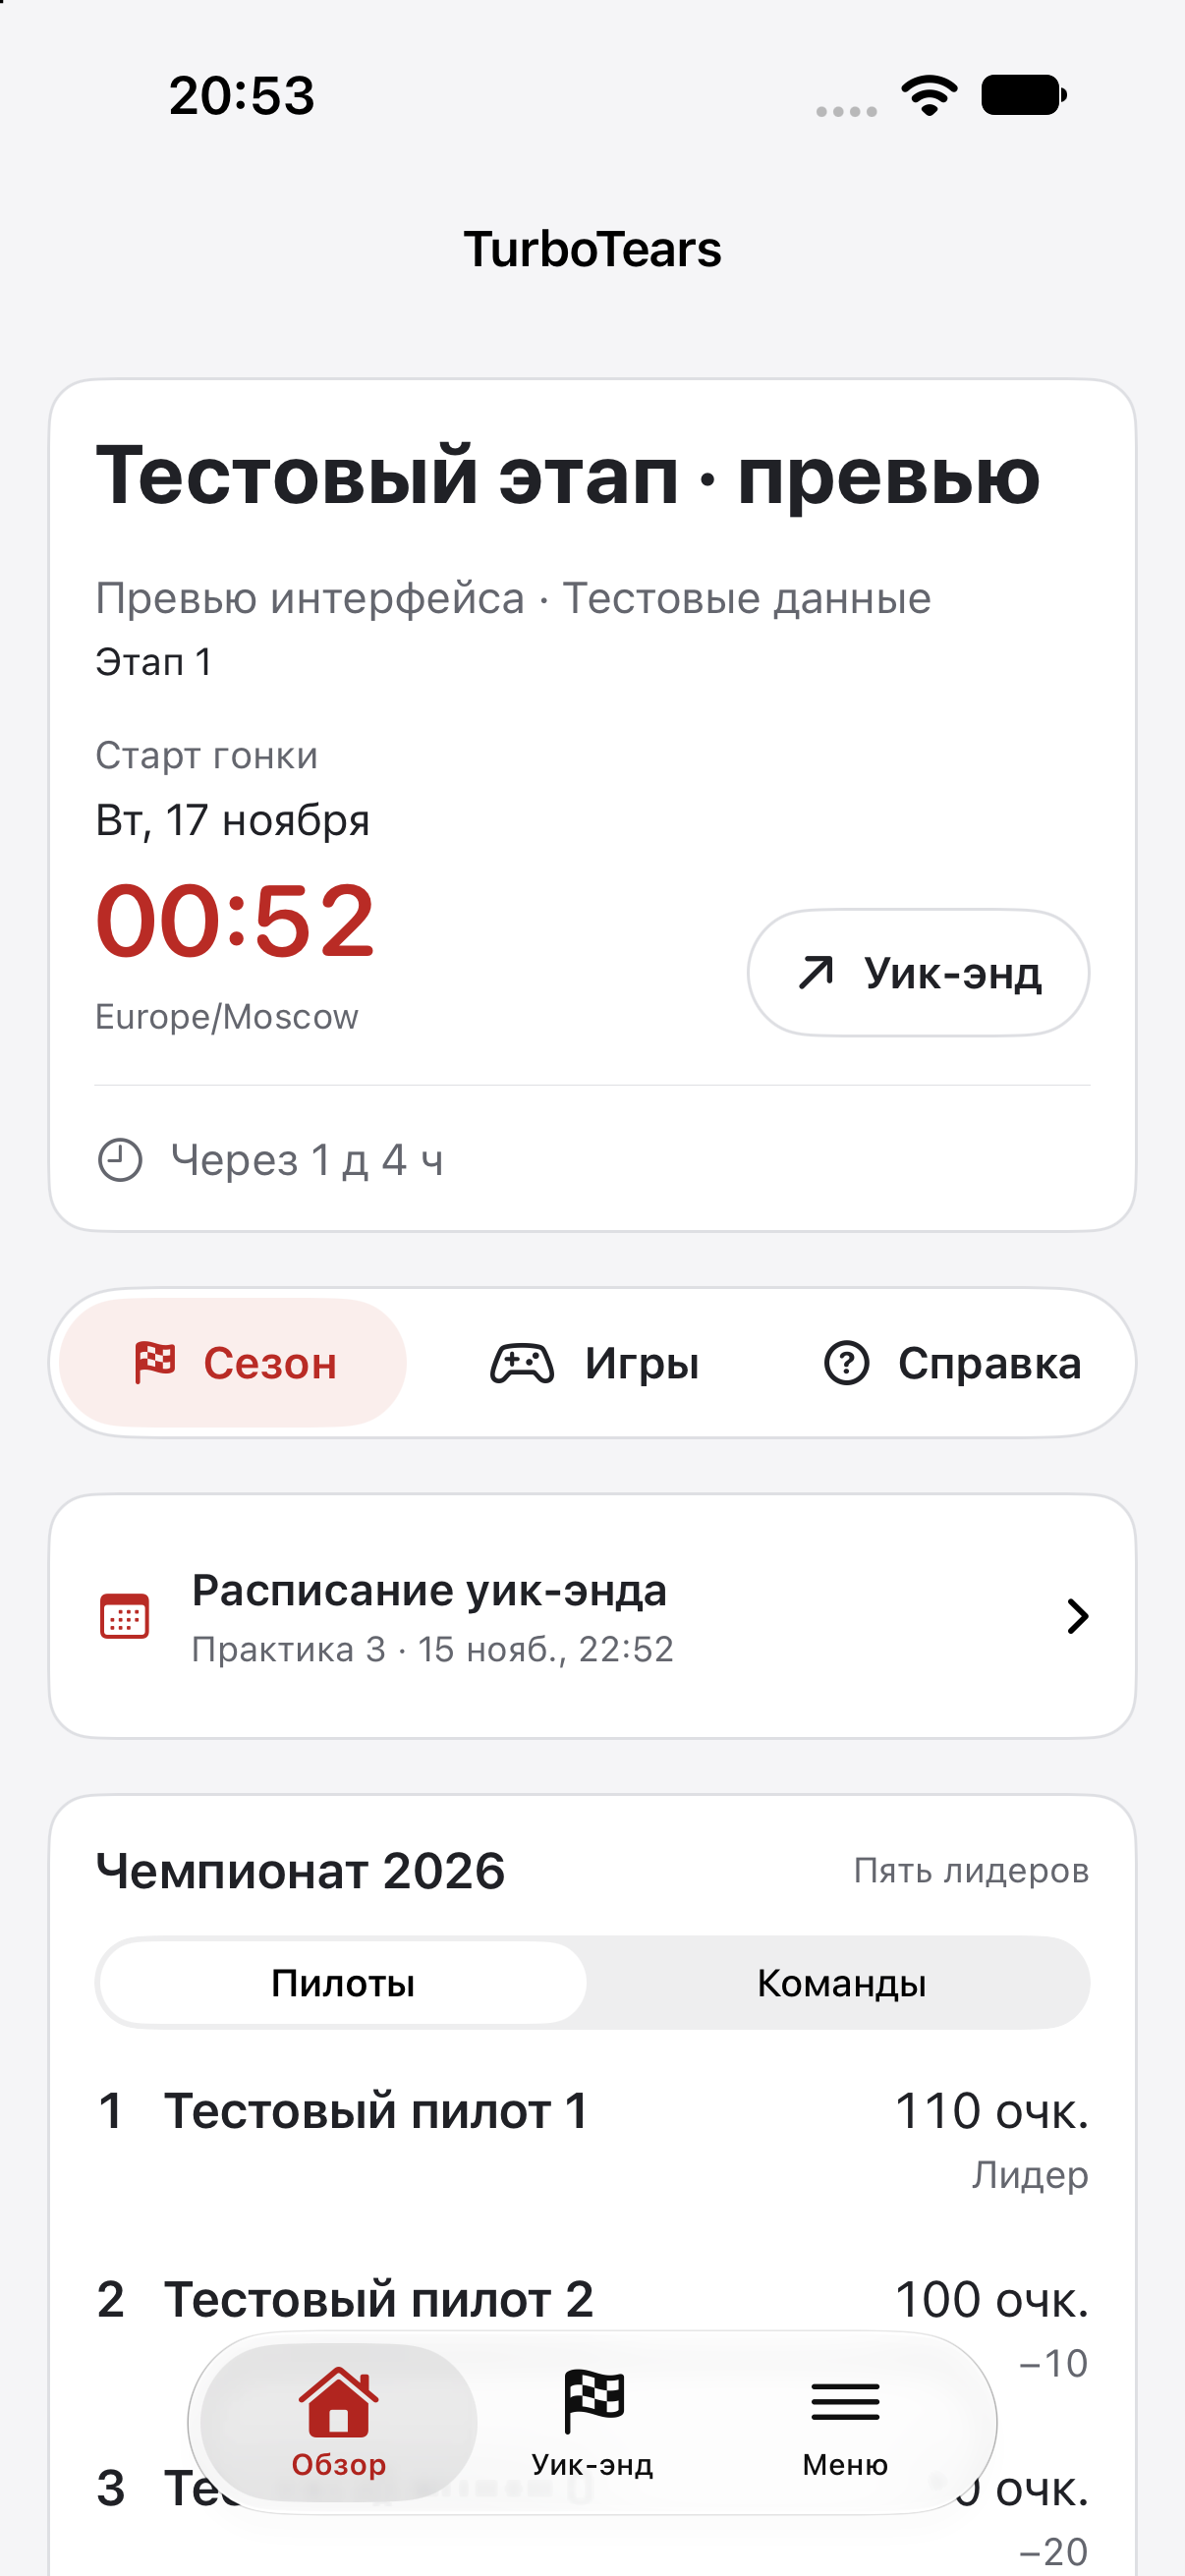 20:53
TurboTears
Тестовый этап · превью
Превью интерфейса · Тестовые данные
Этап 1
Старт гонки
Вт, 17 ноября
00:52
Уик-энд
Europe/Moscow
Через 1 д 4 ч
Сезон
Игры
Справка
Расписание уик-энда
Практика 3 · 15 нояб., 22:52
Чемпионат 2026
Пять лидеров
Пилоты
Команды
1 Тестовый пилот 1 110 очк.
Лидер
2 Тестовый пилот 2 100 очк.
−10
3 очк.
−20
Обзор
Уик-энд
Меню